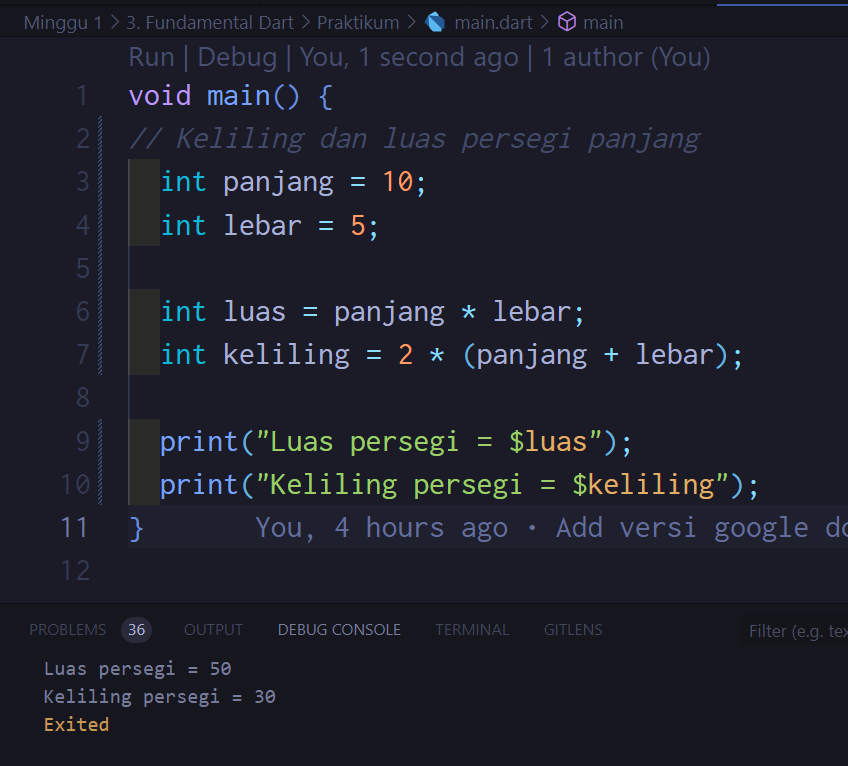 Minggu 1 > 3. Fundamental Dart > Praktikum > main.dart > main
Run | Debug | You, 1 second ago | 1 author (You)
1 void main() {
2 // Keliling dan luas persegi panjang
3 int panjang = 10;
4 int lebar = 5;
5
6 int luas = panjang * lebar;
7 int keliling = 2 * (panjang + lebar);
8
9 print("Luas persegi = $luas");
10 print("Keliling persegi = $keliling");
11 } You, 4 hours ago • Add versi google
12
PROBLEMS 36 OUTPUT DEBUG CONSOLE TERMINAL GITLENS Filter (e.g.
Luas persegi = 50
Keliling persegi = 30
Exited